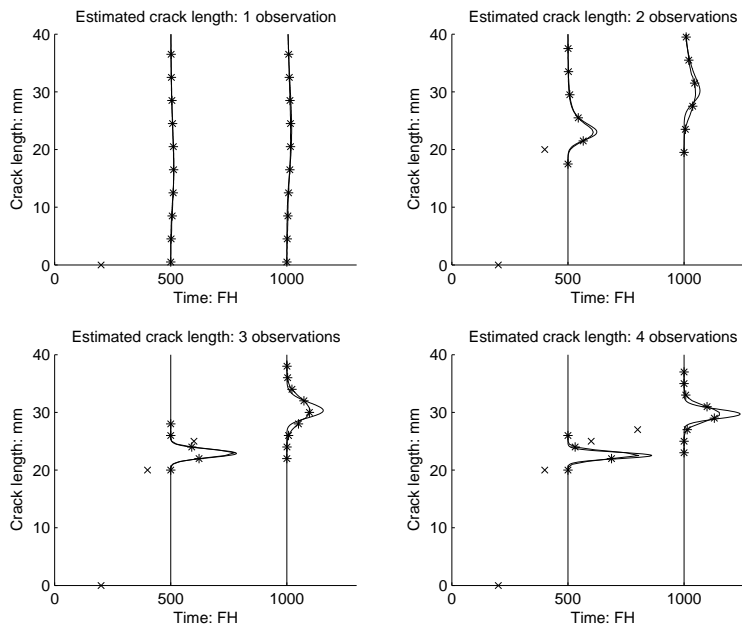 Estimated crack length: 1 observation
40
30
20
10
0
Crack length: mm
0 500 1000
Time: FH
Estimated crack length: 2 observations
40
30
20
10
0
Crack length: mm
0 500 1000
Time: FH
Estimated crack length: 3 observations
40
30
20
10
0
Crack length: mm
0 500 1000
Time: FH
Estimated crack length: 4 observations
40
30
20
10
0
Crack length: mm
0 500 1000
Time: FH